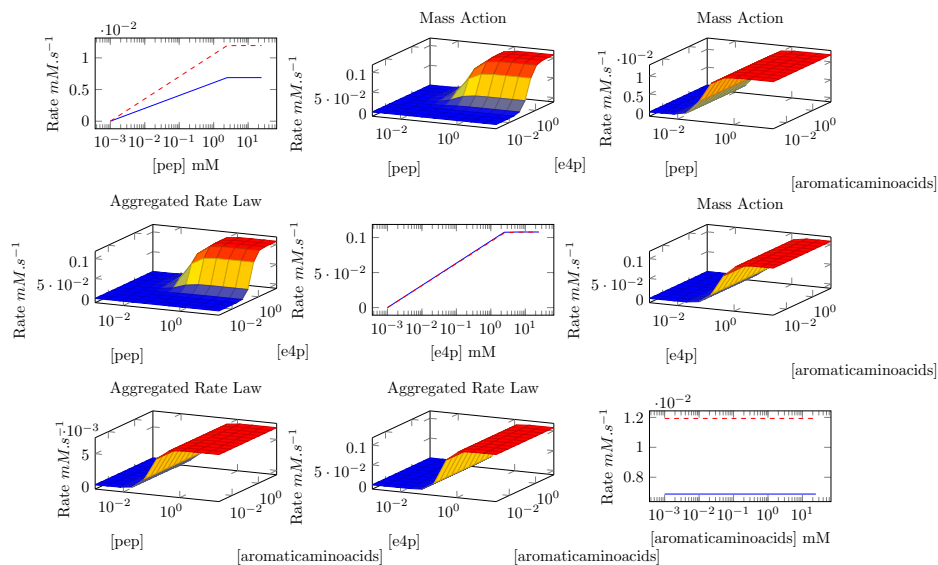 ·10⁻²
Rate mM.s⁻¹
1
0.5
0
10⁻³ 10⁻² 10⁻¹ 10⁰ 10¹
[pep] mM
Mass Action
Rate mM.s⁻¹
0.1
5 · 10⁻²
0
10⁻² 10⁰
10⁻² 10⁰
[pep]
[e4p]
Mass Action
·10⁻²
Rate mM.s⁻¹
1
0.5
0
10⁻² 10⁰
10⁻² 10⁰
[pep]
[aromaticaminoacids]
Aggregated Rate Law
Rate mM.s⁻¹
0.1
5 · 10⁻²
0
10⁻² 10⁰
10⁻² 10⁰
[pep]
[e4p]
Rate mM.s⁻¹
0.1
5 · 10⁻²
0
10⁻³ 10⁻² 10⁻¹ 10⁰ 10¹
[e4p] mM
Mass Action
Rate mM.s⁻¹
0.1
5 · 10⁻²
0
10⁻² 10⁰
10⁻² 10⁰
[e4p]
[aromaticaminoacids]
Aggregated Rate Law
·10⁻³
Rate mM.s⁻¹
5
0
10⁻² 10⁰
10⁻² 10⁰
[pep]
[aromaticaminoacids]
Aggregated Rate Law
Rate mM.s⁻¹
0.1
5 · 10⁻²
0
10⁻² 10⁰
10⁻² 10⁰
[e4p]
[aromaticaminoacids]
·10⁻²
Rate mM.s⁻¹
1.2
1
0.8
0.6
10⁻³ 10⁻² 10⁻¹ 10⁰ 10¹
[aromaticaminoacids] mM